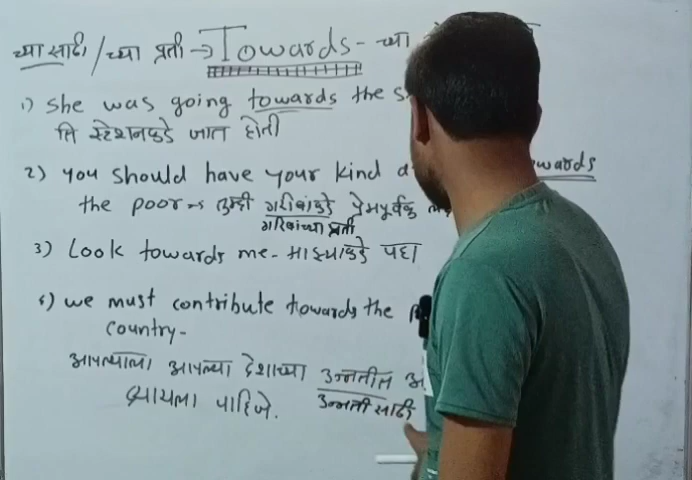 च्या साठी / च्या प्रती → Towards - च्या
1) She was going towards the s
ति स्टेशनकडे जात होती
2) you should have your kind a wards
the poor → तुम्ही गरीबांकडे प्रेमपूर्वक
गरिबांच्या प्रती
3) Look towards me - माझ्याकडे पहा
we must contribute towards the
country -
आपल्याला आपल्या देशाच्या उन्नतीत
द्यायला पाहिजे. उन्नती साठी